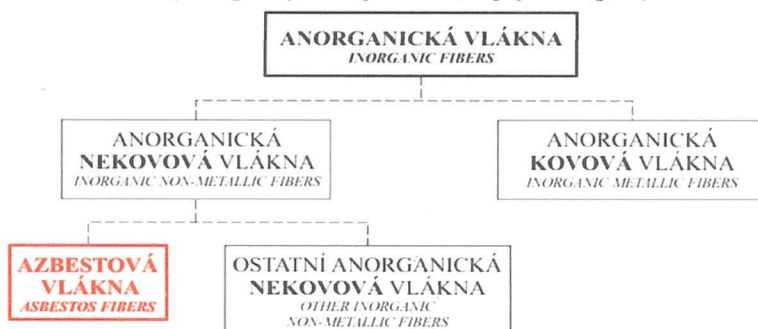 ANORGANICKÁ VLÁKNA
INORGANIC FIBERS
ANORGANICKÁ
NEKOVOVÁ VLÁKNA
INORGANIC NON-METALLIC FIBERS
ANORGANICKÁ
KOVOVÁ VLÁKNA
INORGANIC METALLIC FIBERS
AZBESTOVÁ
VLÁKNA
ASBESTOS FIBERS
OSTATNÍ ANORGANICKÁ
NEKOVOVÁ VLÁKNA
OTHER INORGANIC
NON-METALLIC FIBERS